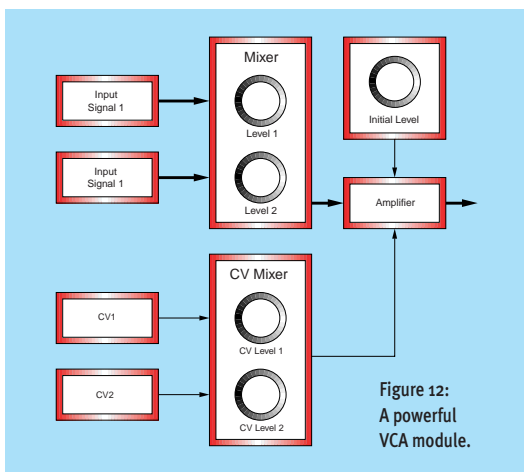 Mixer
Input
Signal 1
Level 1
Initial Level
Input
Signal 1
Level 2
Amplifier
CV Mixer
CV1
CV Level 1
CV2
CV Level 2
Figure 12:
A powerful
VCA module.